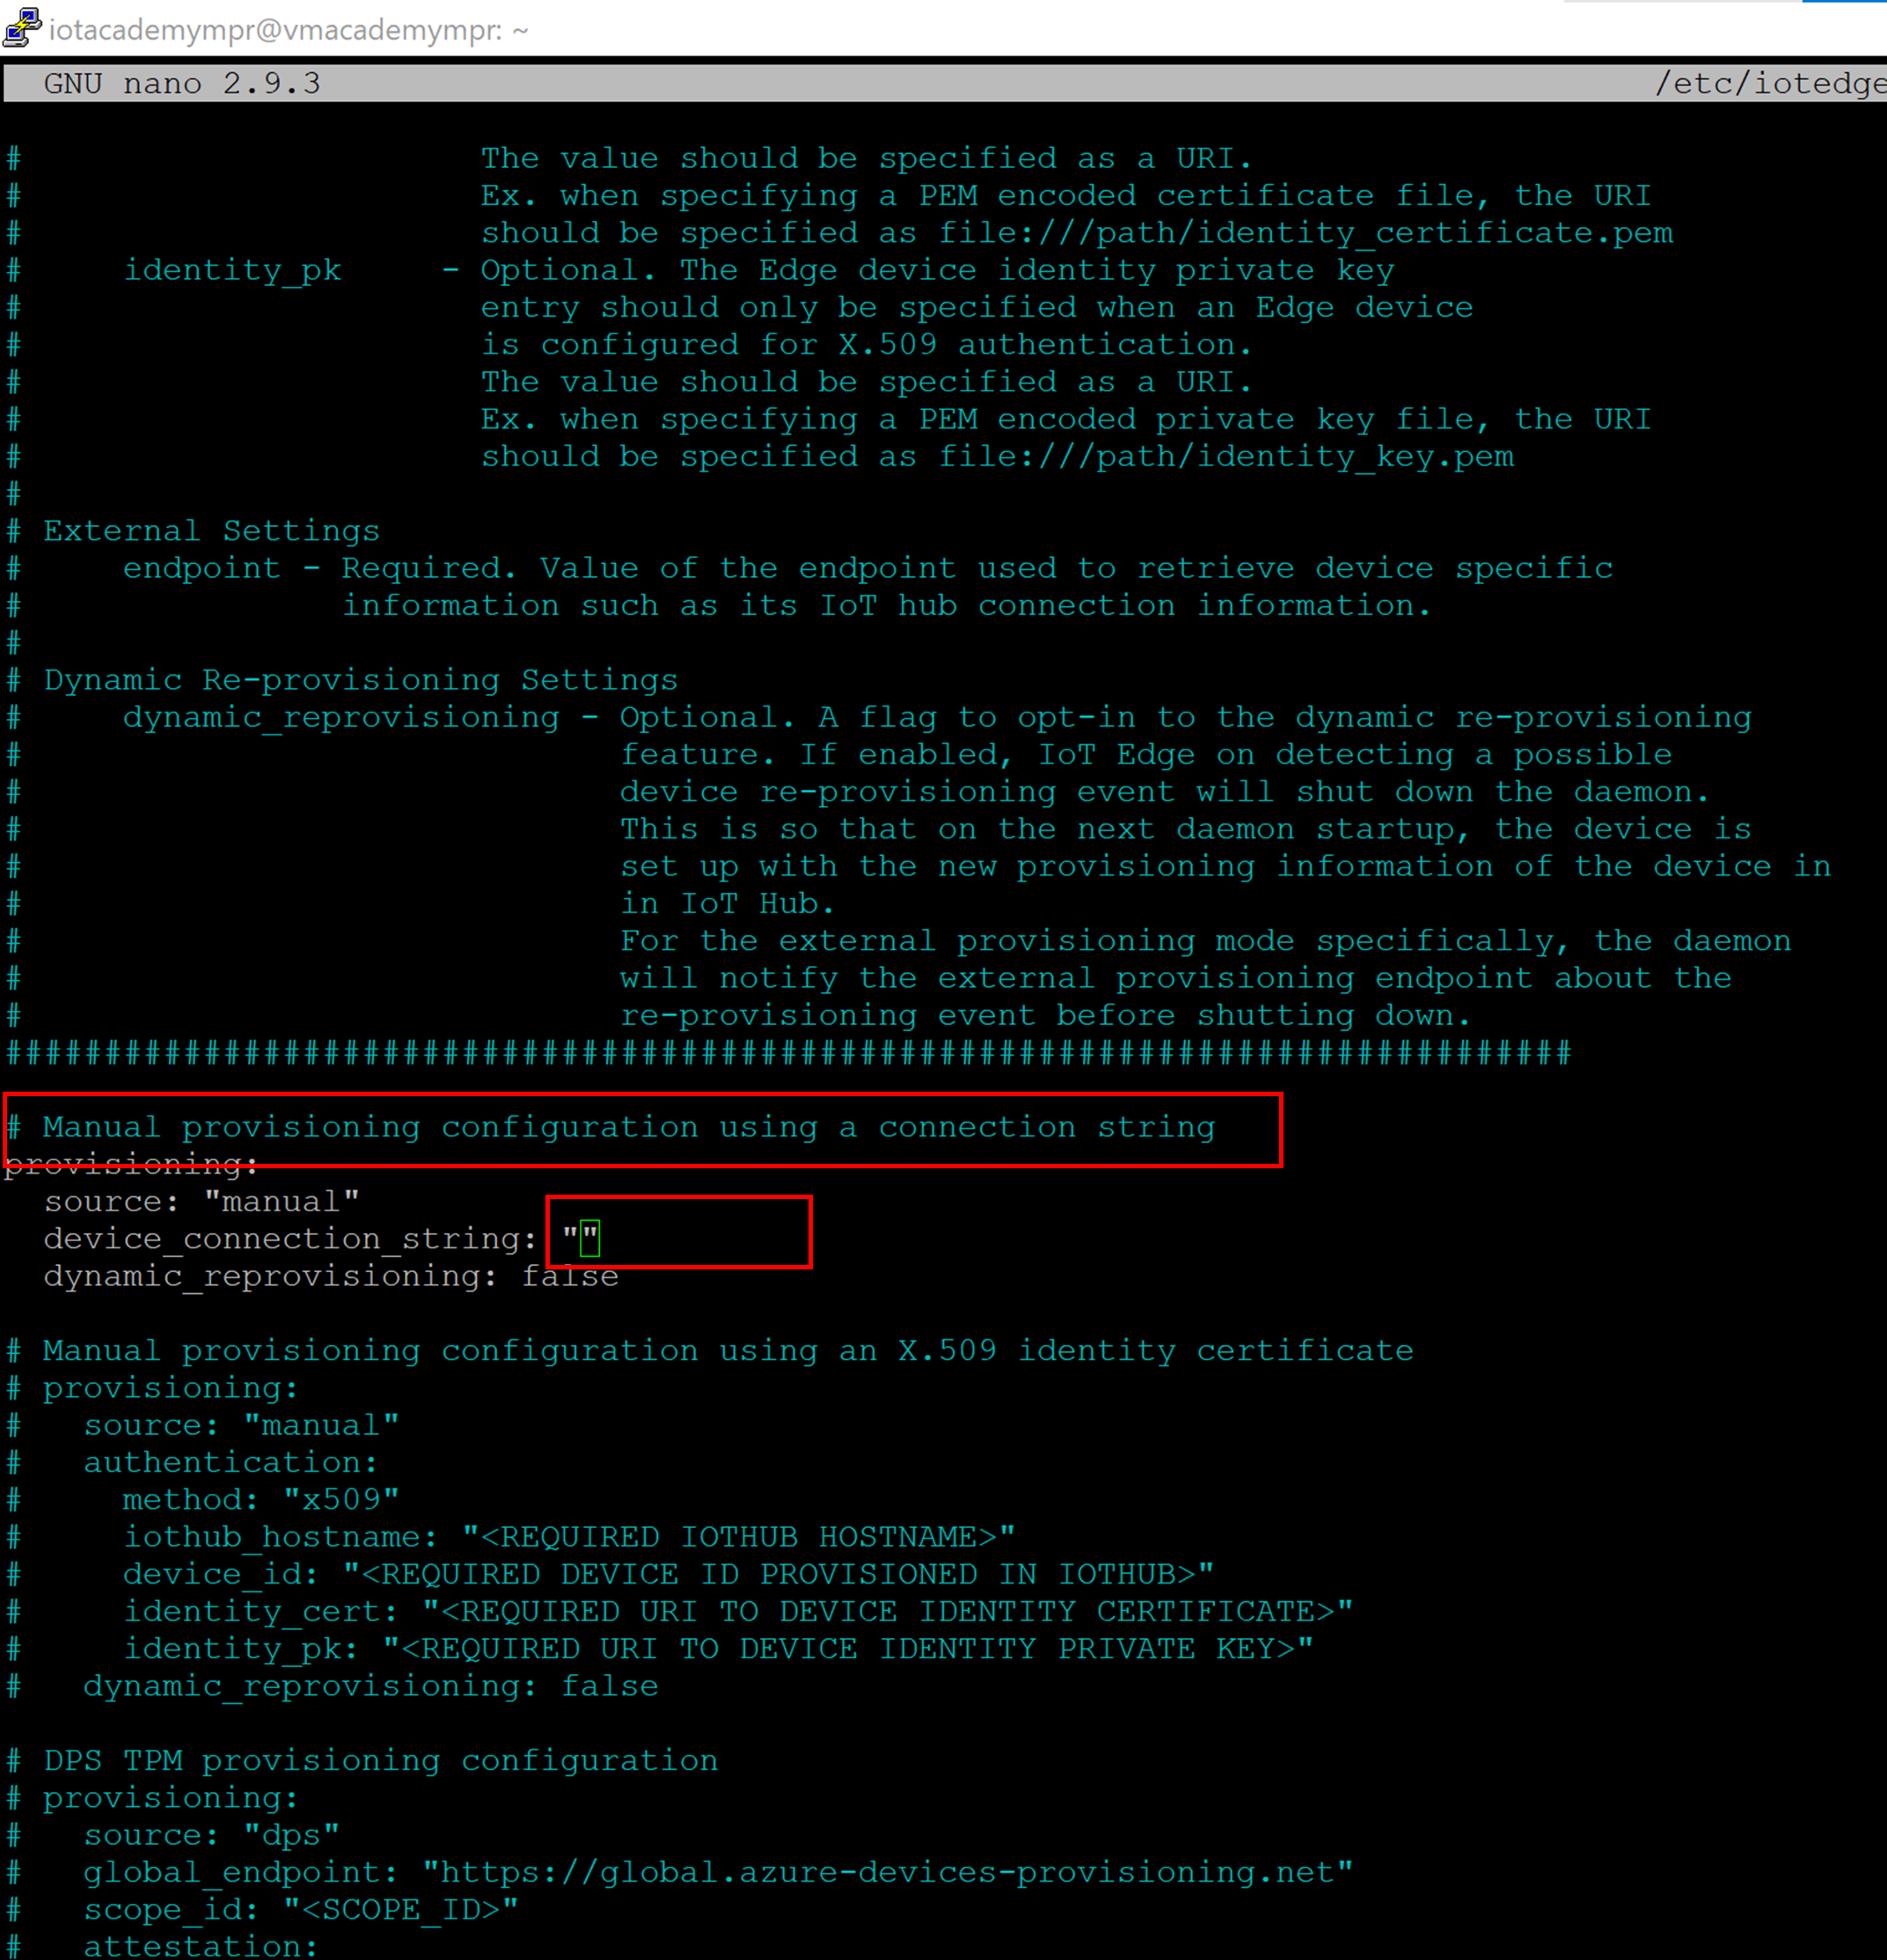 iotacademympr@vmacademympr: ~
GNU nano 2.9.3 /etc/iotedge
# The value should be specified as a URI.
# Ex. when specifying a PEM encoded certificate file, the URI
# should be specified as file:///path/identity_certificate.pem
# identity_pk - Optional. The Edge device identity private key
# entry should only be specified when an Edge device
# is configured for X.509 authentication.
# The value should be specified as a URI.
# Ex. when specifying a PEM encoded private key file, the URI
# should be specified as file:///path/identity_key.pem
#
# External Settings
# endpoint - Required. Value of the endpoint used to retrieve device specific
# information such as its IoT hub connection information.
#
# Dynamic Re-provisioning Settings
# dynamic_reprovisioning - Optional. A flag to opt-in to the dynamic re-provisioning
# feature. If enabled, IoT Edge on detecting a possible
# device re-provisioning event will shut down the daemon.
# This is so that on the next daemon startup, the device is
# set up with the new provisioning information of the device in
# in IoT Hub.
# For the external provisioning mode specifically, the daemon
# will notify the external provisioning endpoint about the
# re-provisioning event before shutting down.
###############################################################################
# Manual provisioning configuration using a connection string
provisioning:
source: "manual"
device_connection_string: ""
dynamic_reprovisioning: false
# Manual provisioning configuration using an X.509 identity certificate
# provisioning:
# source: "manual"
# authentication:
# method: "x509"
# iothub_hostname: "<REQUIRED IOTHUB HOSTNAME>"
# device_id: "<REQUIRED DEVICE ID PROVISIONED IN IOTHUB>"
# identity_cert: "<REQUIRED URI TO DEVICE IDENTITY CERTIFICATE>"
# identity_pk: "<REQUIRED URI TO DEVICE IDENTITY PRIVATE KEY>"
# dynamic_reprovisioning: false
# DPS TPM provisioning configuration
# provisioning:
# source: "dps"
# global_endpoint: "https://global.azure-devices-provisioning.net"
# scope_id: "<SCOPE_ID>"
# attestation: